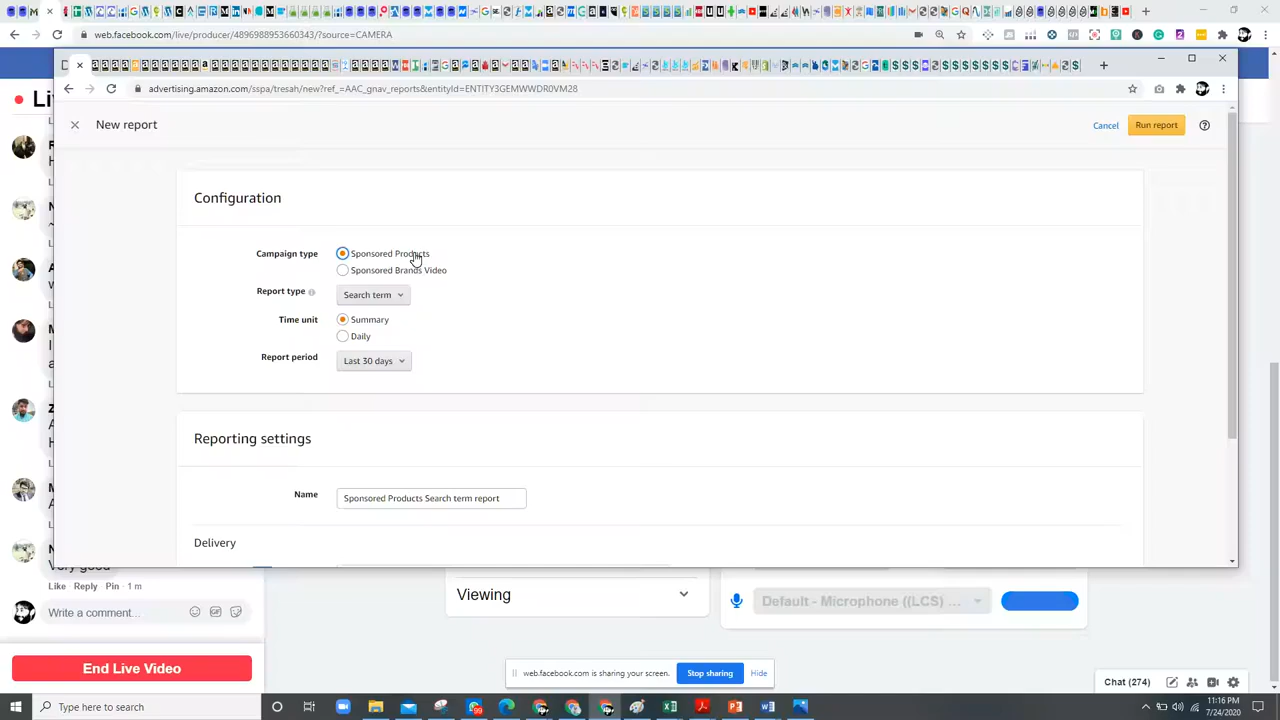 web.facebook.com/live/producer/4896988953660343/?source=CAMERA
advertising.amazon.com/sspa/tresah/new?ref_=AAC_gnav_reports&entityId=ENTITY3GEMWWDR0VM28
Li
New report
Cancel
Run report
Configuration
Campaign type
Sponsored Products
Sponsored Brands Video
Report type
Search term
Time unit
Summary
Daily
Report period
Last 30 days
Reporting settings
Name
Sponsored Products Search term report
Delivery
Very good
Like Reply Pin · 1 m
Write a comment...
End Live Video
Viewing
Default - Microphone ((LCS) ...
web.facebook.com is sharing your screen.
Stop sharing
Hide
Chat (274)
Type here to search
99
11:16 PM
7/24/2020